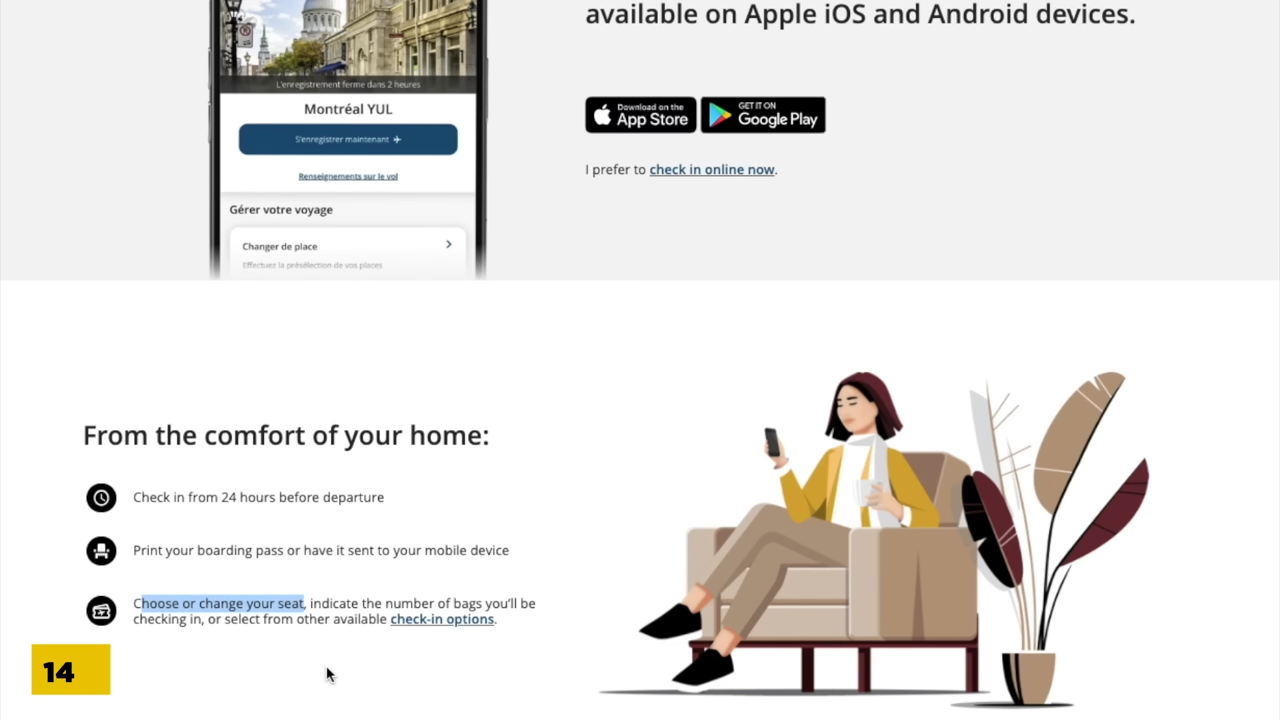 available on Apple iOS and Android devices.
L'enregistrement ferme dans 2 heures
Montréal YUL
S'enregistrer maintenant
Renseignements sur le vol
Gérer votre voyage
Changer de place
Effectuez la présélection de vos places
Download on the
App Store
GET IT ON
Google Play
I prefer to check in online now.
From the comfort of your home:
Check in from 24 hours before departure
Print your boarding pass or have it sent to your mobile device
Choose or change your seat, indicate the number of bags you’ll be
checking in, or select from other available check-in options.
14